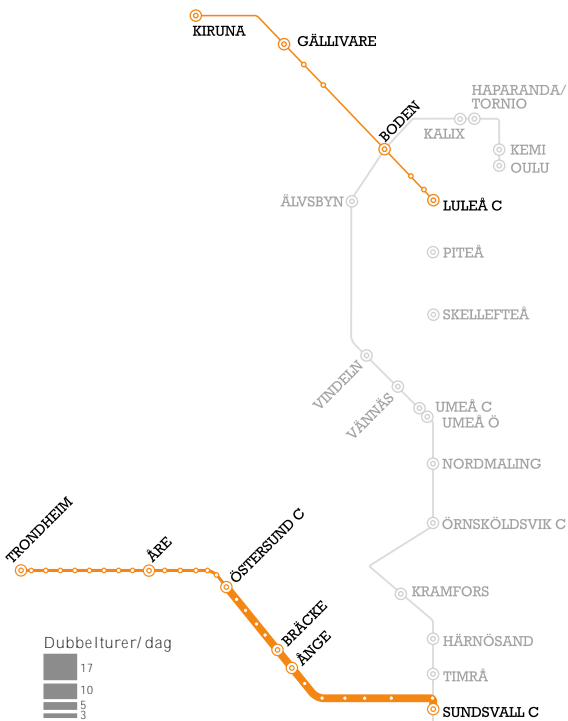 KIRUNA
GÄLLIVARE
HAPARANDA/
TORNIO
BODEN
KALIX
KEMI
OULU
ÄLVSBYN
LULEÅ C
PITEÅ
SKELLEFTEÅ
VINDELN
VÄNNÄS
UMEÅ C
UMEÅ Ö
NORDMALING
TRONDHEIM
ÅRE
ÖSTERSUND C
ÖRNSKÖLDSVIK C
KRAMFORS
BRÄCKE
ÅNGE
HÄRNÖSAND
TIMRÅ
SUNDSVALL C
Dubbelturer/dag
17
10
5
3